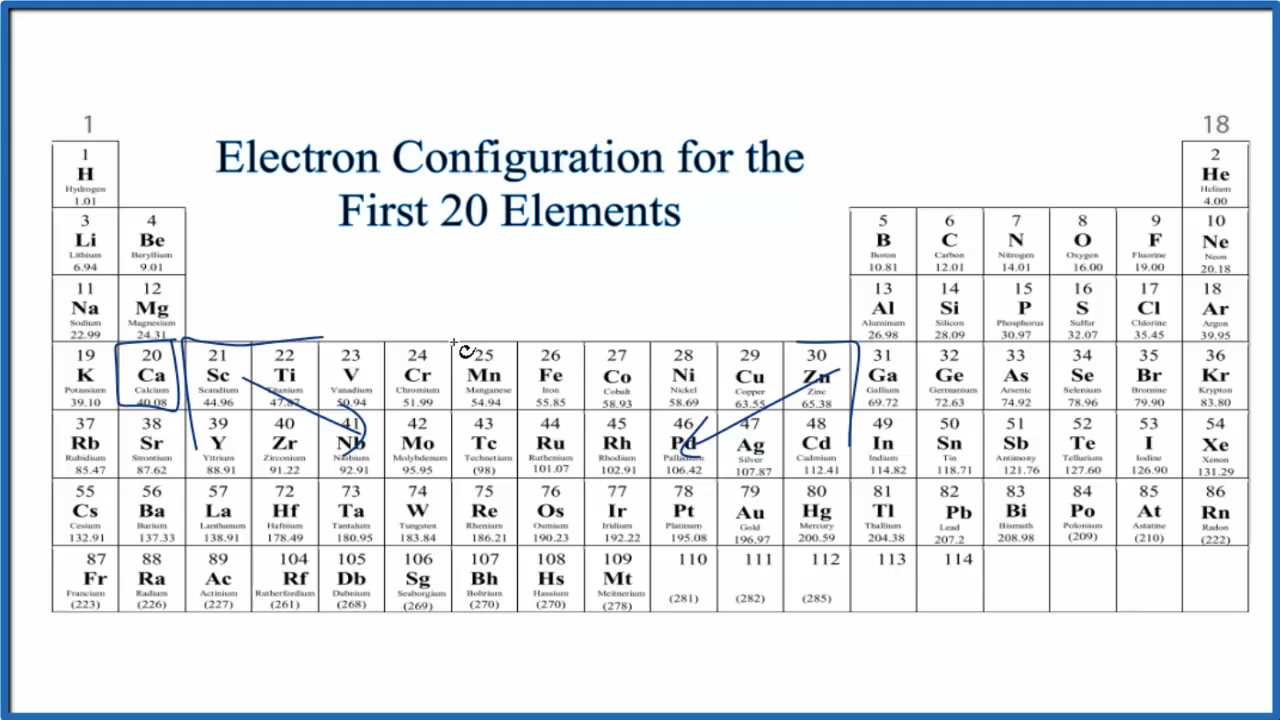 1 18
Electron Configuration for the
First 20 Elements
1 2
H He
Hydrogen Helium
1.01 4.00
3 4 5 6 7 8 9 10
Li Be B C N O F Ne
Lithium Beryllium Boron Carbon Nitrogen Oxygen Fluorine Neon
6.94 9.01 10.81 12.01 14.01 16.00 19.00 20.18
11 12 13 14 15 16 17 18
Na Mg Al Si P S Cl Ar
Sodium Magnesium Aluminum Silicon Phosphorus Sulfur Chlorine Argon
22.99 24.31 26.98 28.09 30.97 32.07 35.45 39.95
19 20 21 22 23 24 25 26 27 28 29 30 31 32 33 34 35 36
K Ca Sc Ti V Cr Mn Fe Co Ni Cu Zn Ga Ge As Se Br Kr
Potassium Calcium Scandium Titanium Vanadium Chromium Manganese Iron Cobalt Nickel Copper Zinc Gallium Germanium Arsenic Selenium Bromine Krypton
39.10 40.08 44.96 47.87 50.94 51.99 54.94 55.85 58.93 58.69 63.55 65.38 69.72 72.63 74.92 78.96 79.90 83.80
37 38 39 40 41 42 43 44 45 46 47 48 49 50 51 52 53 54
Rb Sr Y Zr Nb Mo Tc Ru Rh Pd Ag Cd In Sn Sb Te I Xe
Rubidium Strontium Yttrium Zirconium Niobium Molybdenum Technetium Ruthenium Rhodium Palladium Silver Cadmium Indium Tin Antimony Tellurium Iodine Xenon
85.47 87.62 88.91 91.22 92.91 95.95 (98) 101.07 102.91 106.42 107.87 112.41 114.82 118.71 121.76 127.60 126.90 131.29
55 56 57 72 73 74 75 76 77 78 79 80 81 82 83 84 85 86
Cs Ba La Hf Ta W Re Os Ir Pt Au Hg Tl Pb Bi Po At Rn
Cesium Barium Lanthanum Hafnium Tantalum Tungsten Rhenium Osmium Iridium Platinum Gold Mercury Thallium Lead Bismuth Polonium Astatine Radon
132.91 137.33 138.91 178.49 180.95 183.84 186.21 190.23 192.22 195.08 196.97 200.59 204.38 207.2 208.98 (209) (210) (222)
87 88 89 104 105 106 107 108 109 110 111 112 113 114
Fr Ra Ac Rf Db Sg Bh Hs Mt
Francium Radium Actinium Rutherfordium Dubnium Seaborgium Bohrium Hassium Meitnerium
(223) (226) (227) (261) (268) (269) (270) (270) (278) (281) (282) (285)